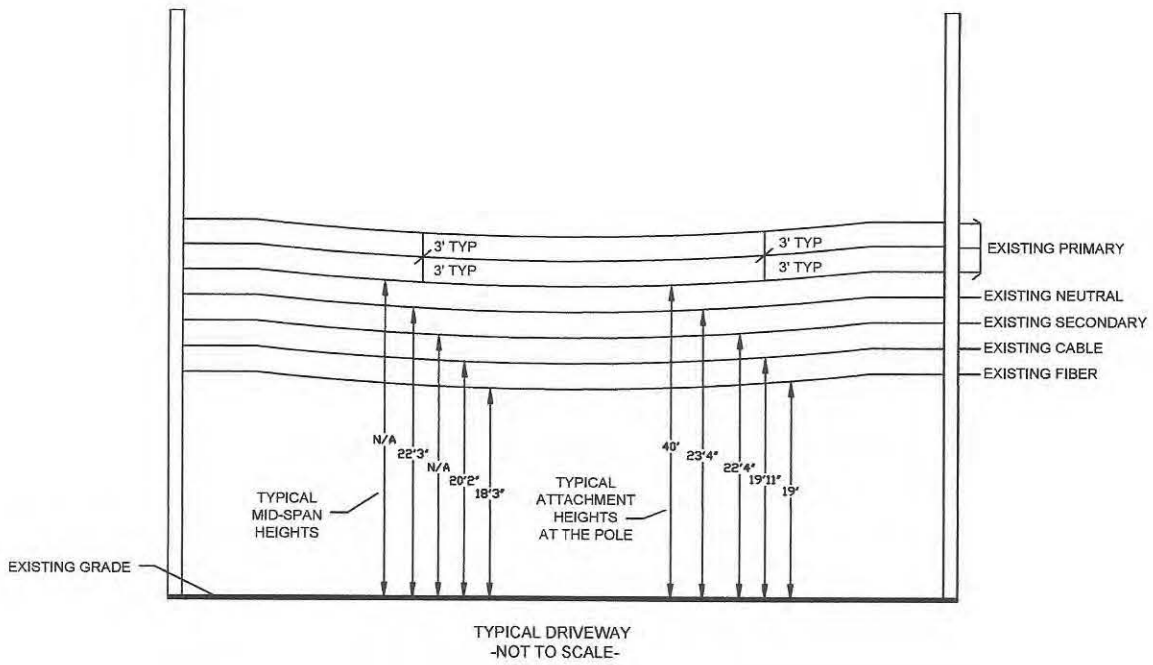 3' TYP
3' TYP
3' TYP
3' TYP
EXISTING PRIMARY
EXISTING NEUTRAL
EXISTING SECONDARY
EXISTING CABLE
EXISTING FIBER
N/A
22'3"
N/A
20'2"
18'3"
40'
23'4"
22'4"
19'11"
19'
TYPICAL
MID-SPAN
HEIGHTS
TYPICAL
ATTACHMENT
HEIGHTS
AT THE POLE
EXISTING GRADE
TYPICAL DRIVEWAY
-NOT TO SCALE-